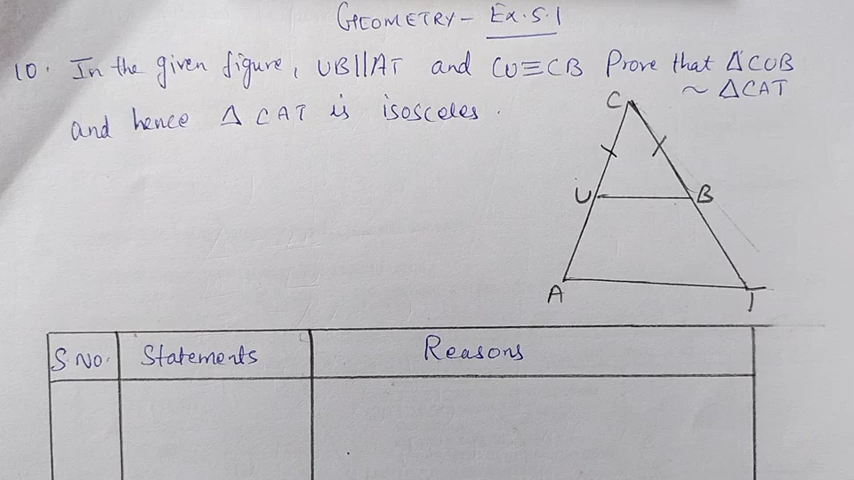 GEOMETRY - Ex. 5.1
10. In the given figure, UB||AT and CU≡CB Prove that ΔCUB
~ ΔCAT
and hence Δ CAT is isosceles.
C
U B
A T
S.No. Statements Reasons